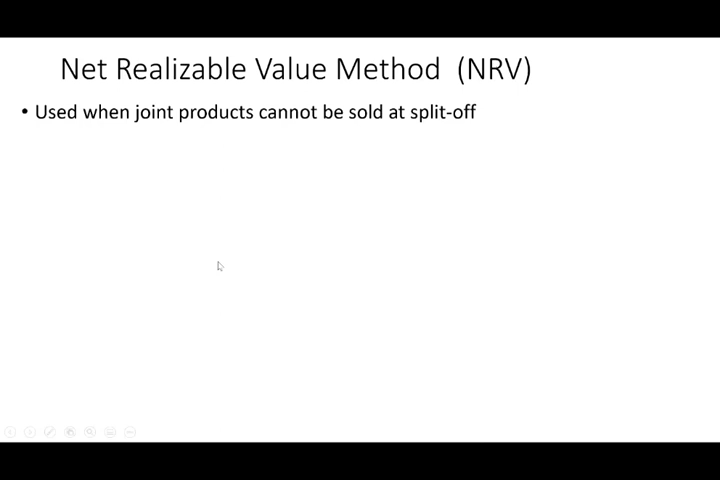 Net Realizable Value Method (NRV)
• Used when joint products cannot be sold at split-off